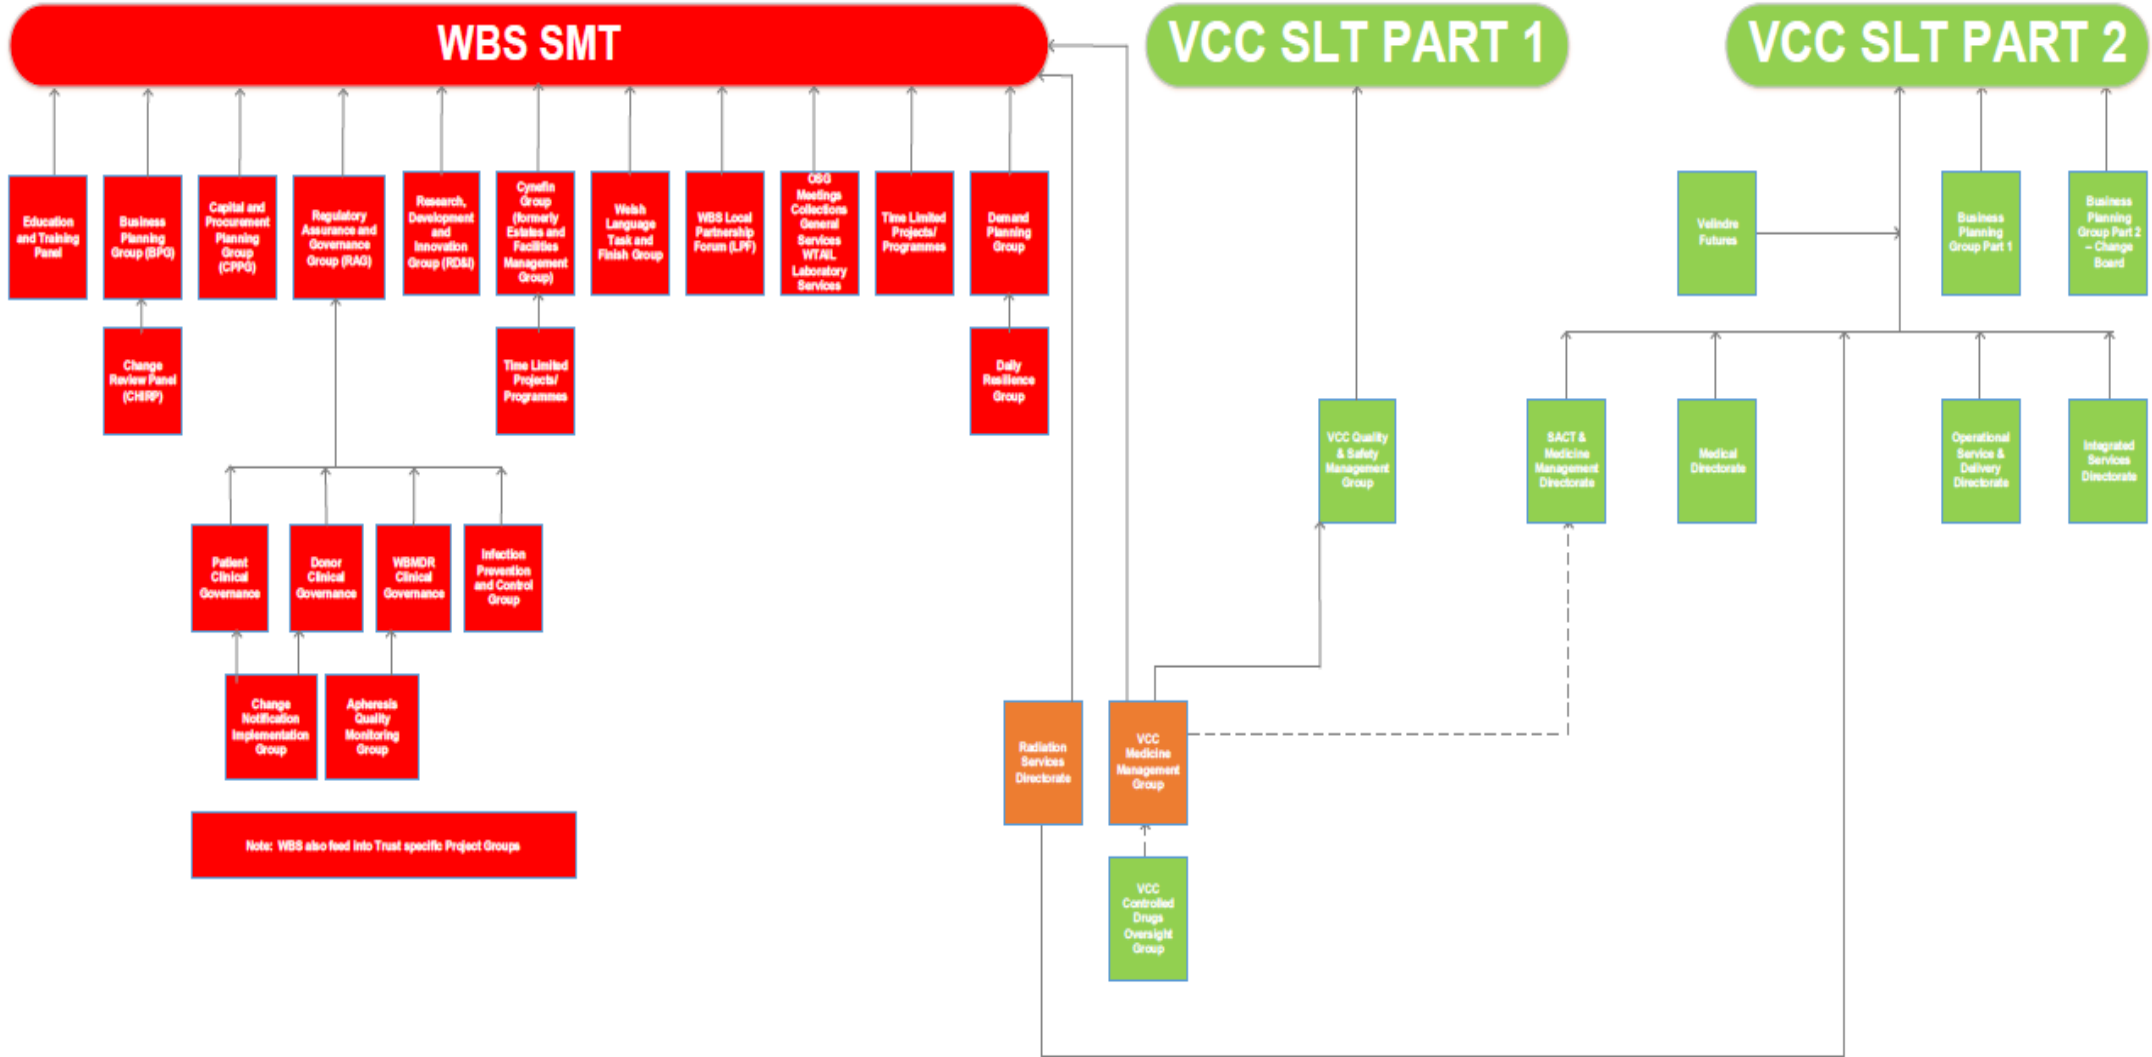 WBS SMT
VCC SLT PART 1
VCC SLT PART 2
Education
and Training
Panel
Business
Planning
Group (BPG)
Capital and
Procurement
Planning
Group
(CPPG)
Regulatory
Assurance and
Governance
Group (RAG)
Research,
Development
and
Innovation
Group (RD&I)
Cynefin
Group
(formerly
Estates and
Facilities
Management
Group)
Welsh
Language
Task and
Finish Group
WBS Local
Partnership
Forum (LPF)
OSG
Meetings
Collections
General
Services
WTAIL
Laboratory
Services
Time Limited
Projects/
Programmes
Demand
Planning
Group
Velindre
Futures
Business
Planning
Group Part 1
Business
Planning
Group Part 2
– Change
Board
Change
Review Panel
(CHIRP)
Time Limited
Projects/
Programmes
Daily
Resilience
Group
VCC Quality
& Safety
Management
Group
SACT &
Medicine
Management
Directorate
Medical
Directorate
Operational
Service &
Delivery
Directorate
Integrated
Services
Directorate
Patient
Clinical
Governance
Donor
Clinical
Governance
WBMDR
Clinical
Governance
Infection
Prevention
and Control
Group
Change
Notification
Implementation
Group
Apheresis
Quality
Monitoring
Group
Radiation
Services
Directorate
VCC
Medicine
Management
Group
Note: WBS also feed into Trust specific Project Groups
VCC
Controlled
Drugs
Oversight
Group